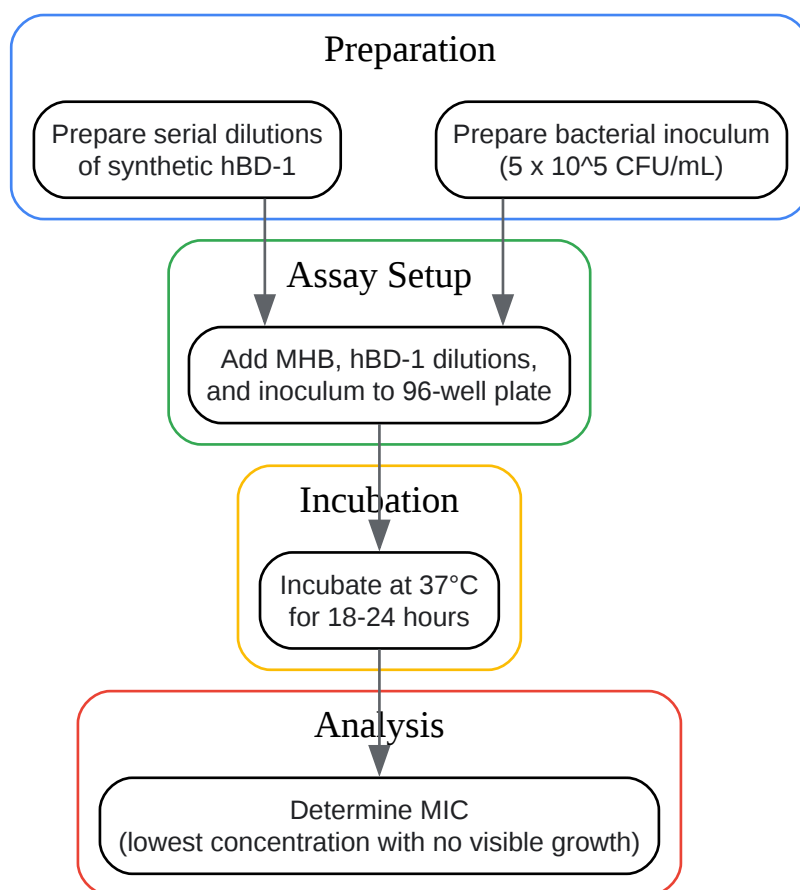 Preparation
Prepare serial dilutions
of synthetic hBD-1
Prepare bacterial inoculum
(5 x 10^5 CFU/mL)
Assay Setup
Add MHB, hBD-1 dilutions,
and inoculum to 96-well plate
Incubation
Incubate at 37°C
for 18-24 hours
Analysis
Determine MIC
(lowest concentration with no visible growth)